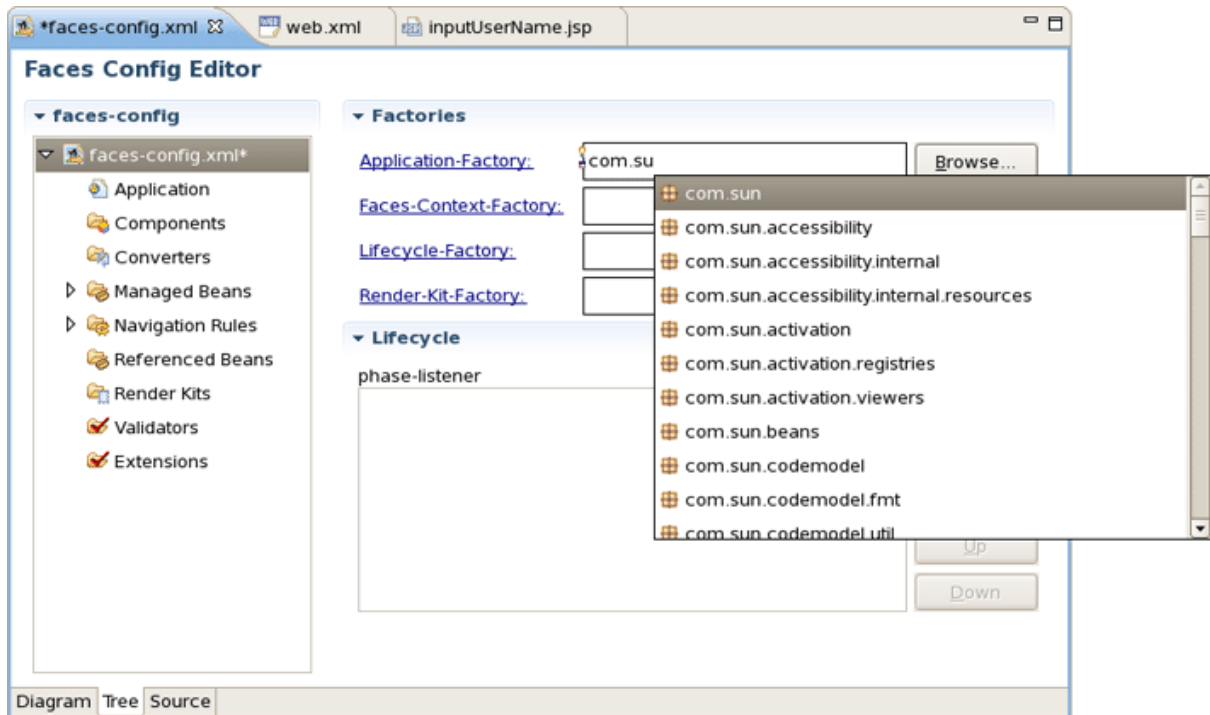 *faces-config.xml web.xml inputUserName.jsp
Faces Config Editor
faces-config
faces-config.xml*
Application
Components
Converters
Managed Beans
Navigation Rules
Referenced Beans
Render Kits
Validators
Extensions
Factories
Application-Factory: com.su Browse...
Faces-Context-Factory:
Lifecycle-Factory:
Render-Kit-Factory:
com.sun
com.sun.accessibility
com.sun.accessibility.internal
com.sun.accessibility.internal.resources
com.sun.activation
com.sun.activation.registries
com.sun.activation.viewers
com.sun.beans
com.sun.codemodel
com.sun.codemodel.fmt
com.sun.codemodel.util
Lifecycle
phase-listener
Up
Down
Diagram Tree Source